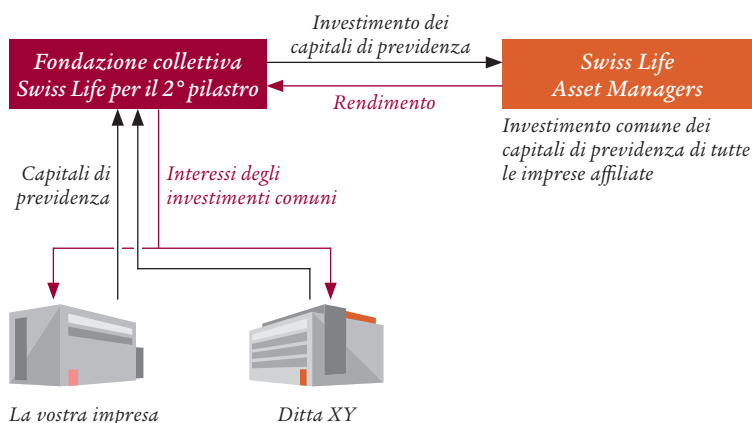 Investimento dei
capitali di previdenza
Fondazione collettiva
Swiss Life per il 2° pilastro
Swiss Life
Asset Managers
Rendimento
Investimento comune dei
capitali di previdenza di tutte
le imprese affiliate
Capitali di
previdenza
Interessi degli
investimenti comuni
La vostra impresa
Ditta XY